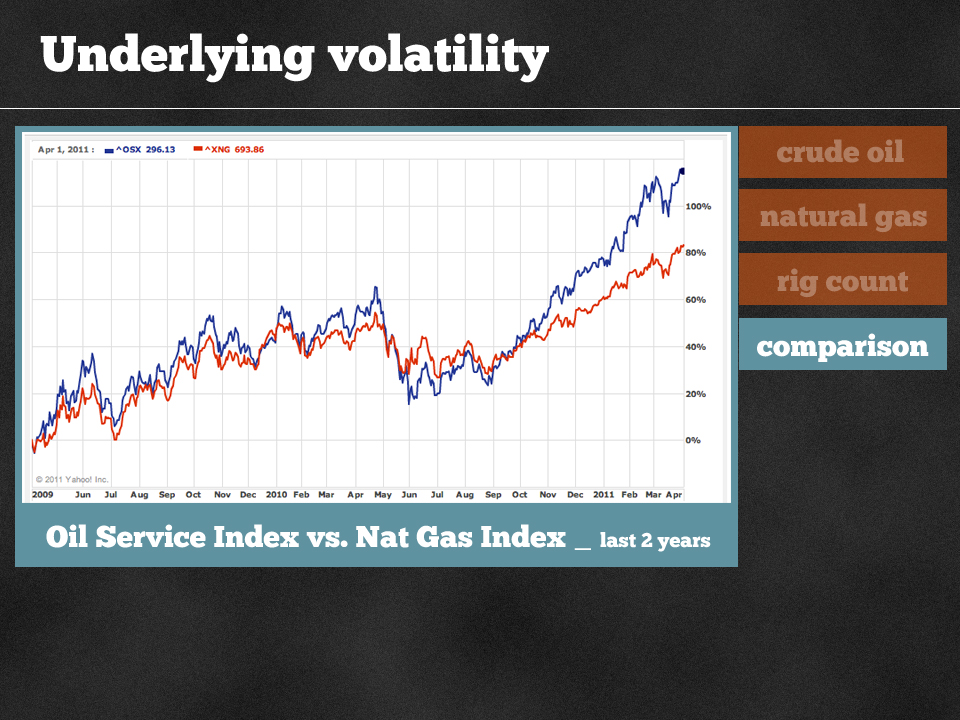 Underlying volatility
Apr 1, 2011 : ^OSX 296.13 ^XNG 693.86
100%
80%
60%
40%
20%
0%
© 2011 Yahoo! Inc.
2009 Jun Jul Aug Sep Oct Nov Dec 2010 Feb Mar Apr May Jun Jul Aug Sep Oct Nov Dec 2011 Feb Mar Apr
Oil Service Index vs. Nat Gas Index _ last 2 years
crude oil
natural gas
rig count
comparison